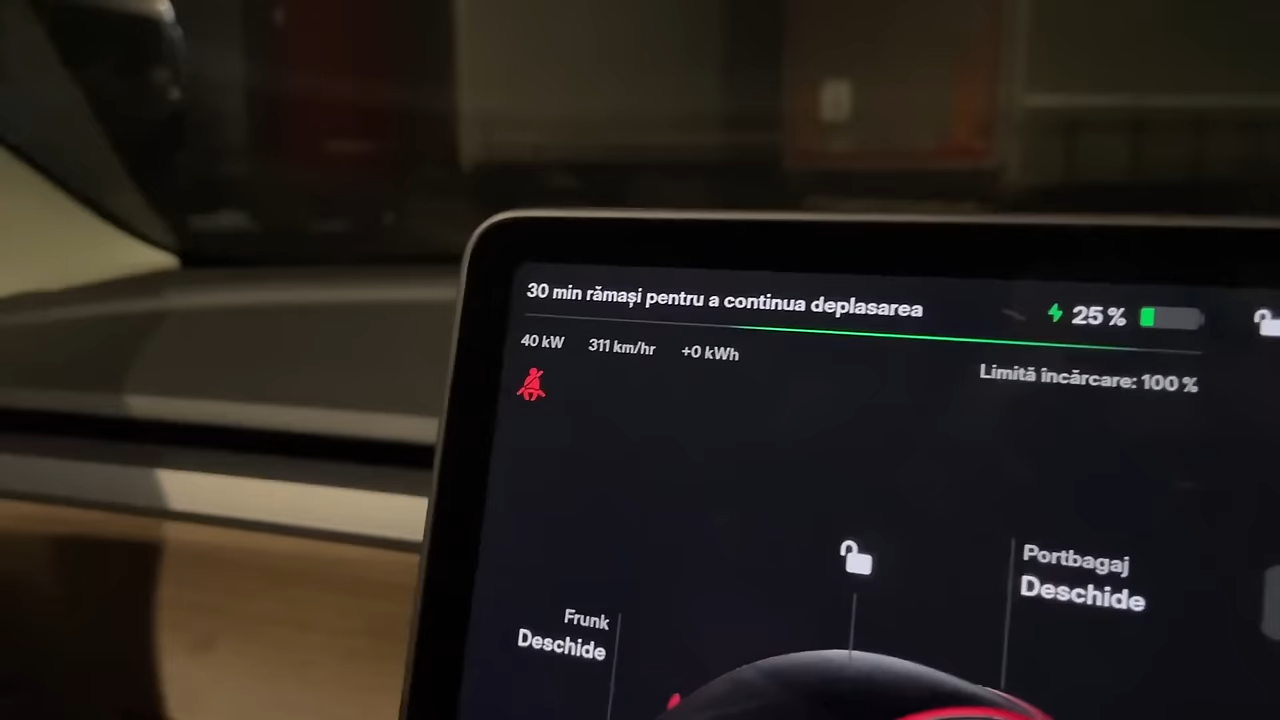 30 min rămași pentru a continua deplasarea
25 %
40 kW 311 km/hr +0 kWh
Limită încărcare: 100 %
Portbagaj
Deschide
Frunk
Deschide